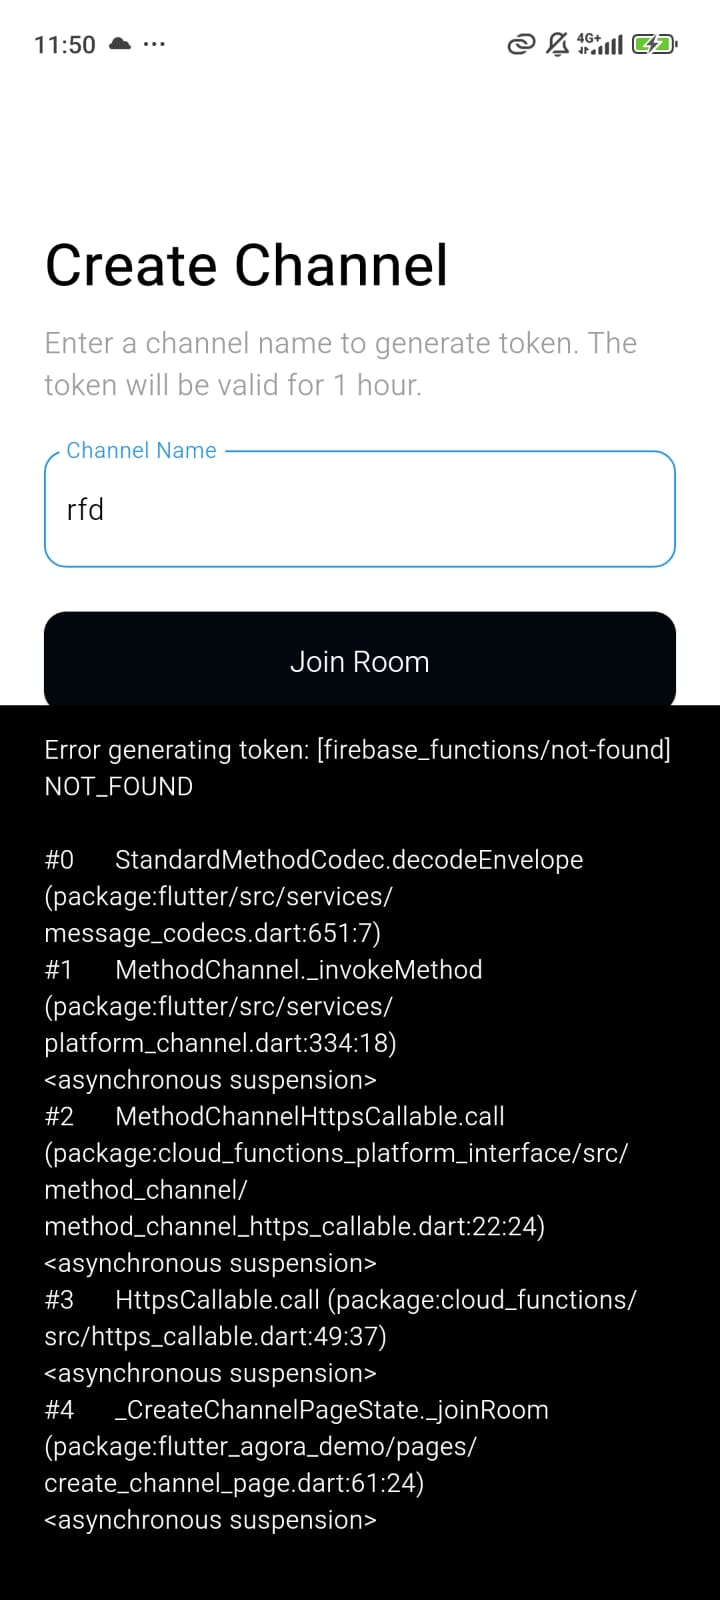 11:50
4G+
Create Channel
Enter a channel name to generate token. The
token will be valid for 1 hour.
Channel Name
rfd
Join Room
Error generating token: [firebase_functions/not-found]
NOT_FOUND
#0 StandardMethodCodec.decodeEnvelope
(package:flutter/src/services/
message_codecs.dart:651:7)
#1 MethodChannel._invokeMethod
(package:flutter/src/services/
platform_channel.dart:334:18)
<asynchronous suspension>
#2 MethodChannelHttpsCallable.call
(package:cloud_functions_platform_interface/src/
method_channel/
method_channel_https_callable.dart:22:24)
<asynchronous suspension>
#3 HttpsCallable.call (package:cloud_functions/
src/https_callable.dart:49:37)
<asynchronous suspension>
#4 _CreateChannelPageState._joinRoom
(package:flutter_agora_demo/pages/
create_channel_page.dart:61:24)
<asynchronous suspension>